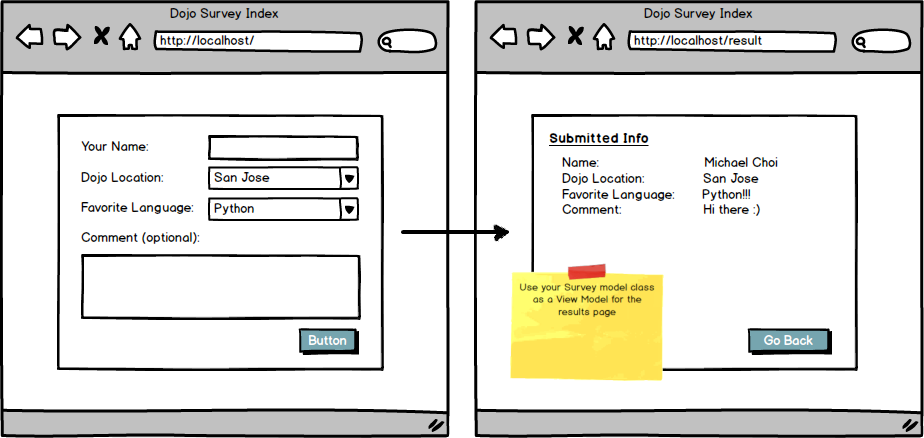 Dojo Survey Index
http://localhost/
Your Name:
Dojo Location: San Jose
Favorite Language: Python
Comment (optional):
Button
Dojo Survey Index
http://localhost/result
Submitted Info
Name: Michael Choi
Dojo Location: San Jose
Favorite Language: Python!!!
Comment: Hi there :)
Use your Survey model class
as a View Model for the
results page
Go Back